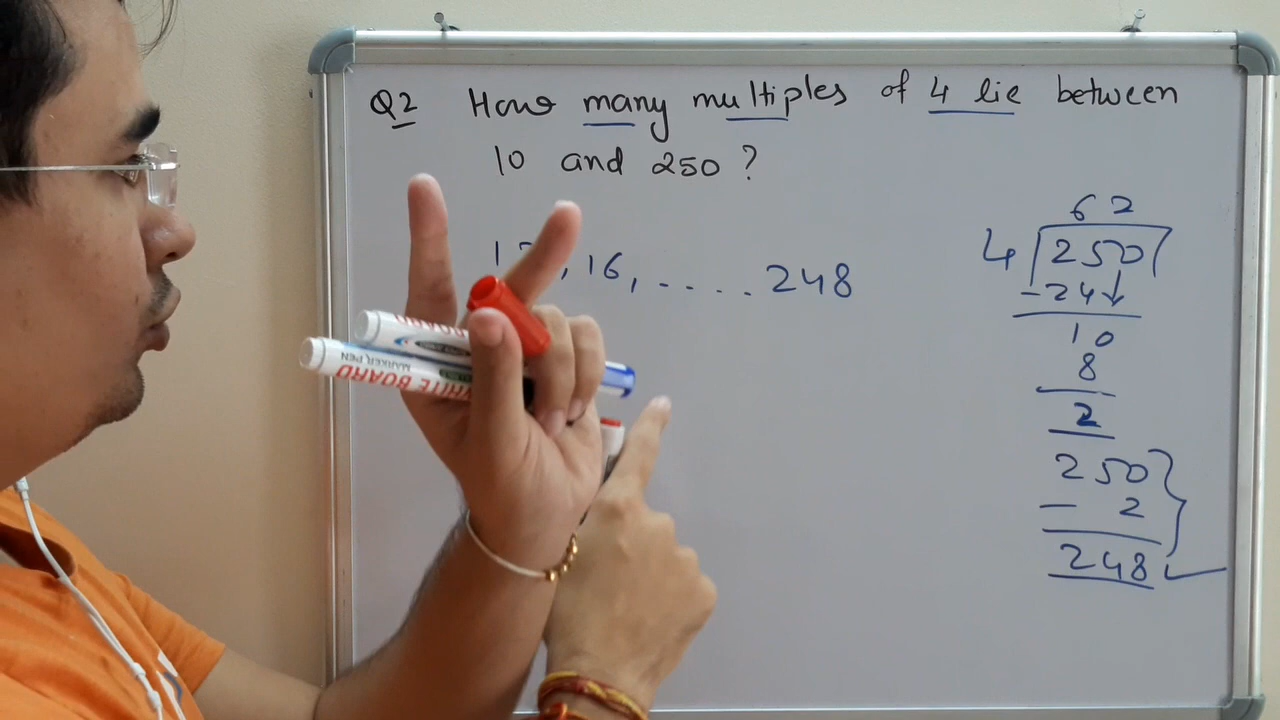 Q2 How many multiples of 4 lie between
10 and 250 ?
, 16, ..... 248
62
4 250
-24
10
8
2
250
- 2
248
BOARD
MARKER PEN
WHITE BOARD